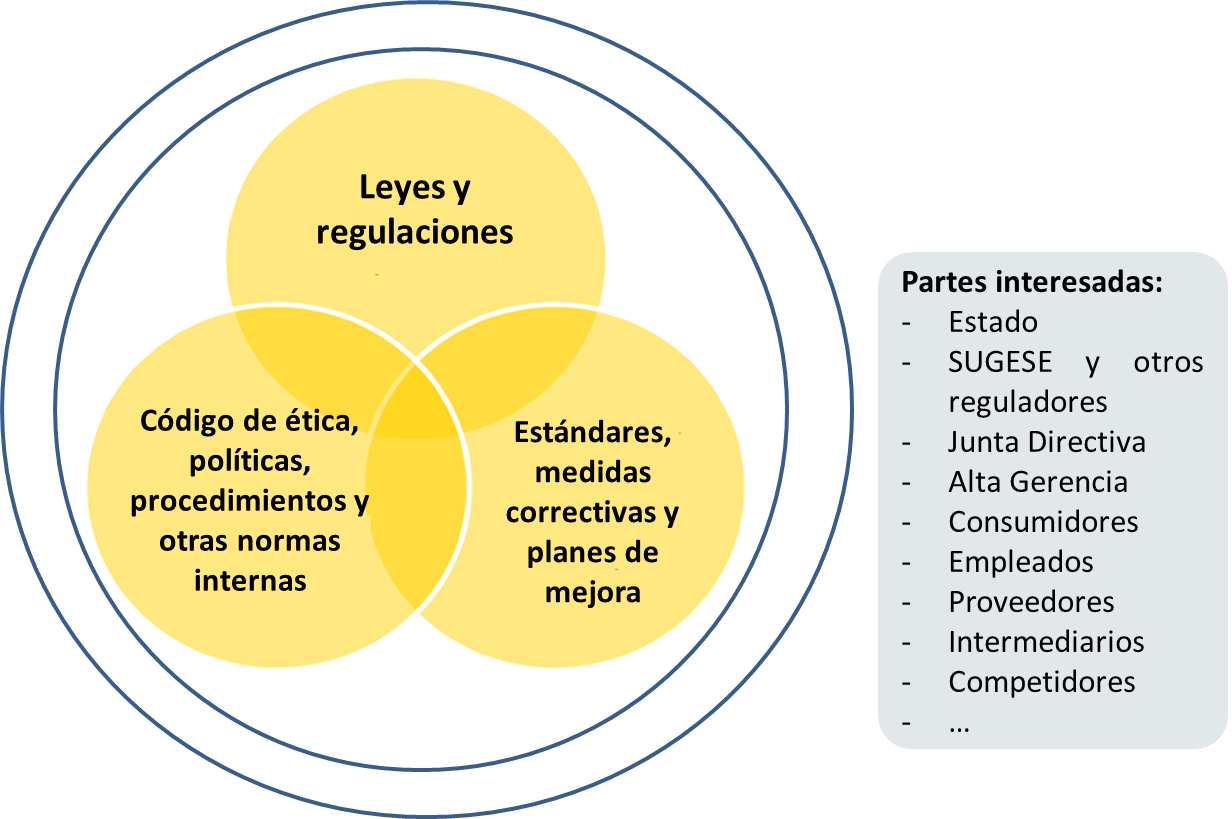 Leyes y
regulaciones
Código de ética,
políticas,
procedimientos y
otras normas
internas
Estándares,
medidas
correctivas y
planes de
mejora
Partes interesadas:
- Estado
- SUGESE y otros
reguladores
- Junta Directiva
- Alta Gerencia
- Consumidores
- Empleados
- Proveedores
- Intermediarios
- Competidores
- ...